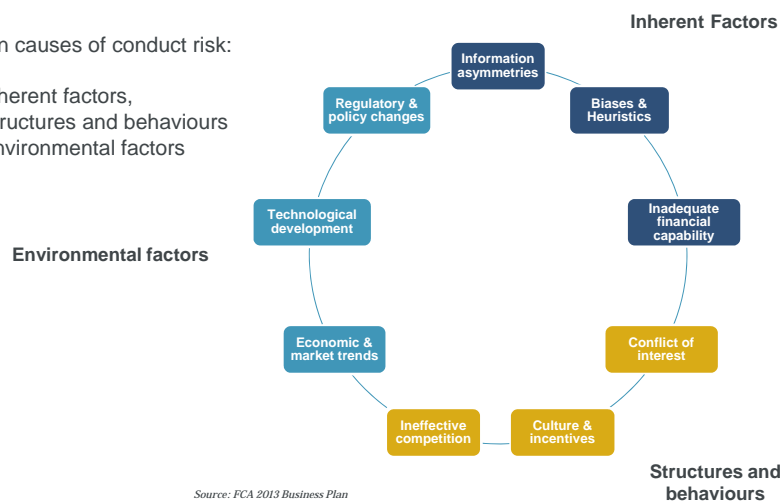 Inherent Factors
n causes of conduct risk:
herent factors,
ructures and behaviours
nvironmental factors
Information
asymmetries
Biases &
Heuristics
Inadequate
financial
capability
Conflict of
interest
Culture &
incentives
Ineffective
competition
Economic &
market trends
Technological
development
Regulatory &
policy changes
Environmental factors
Structures and
behaviours
Source: FCA 2013 Business Plan